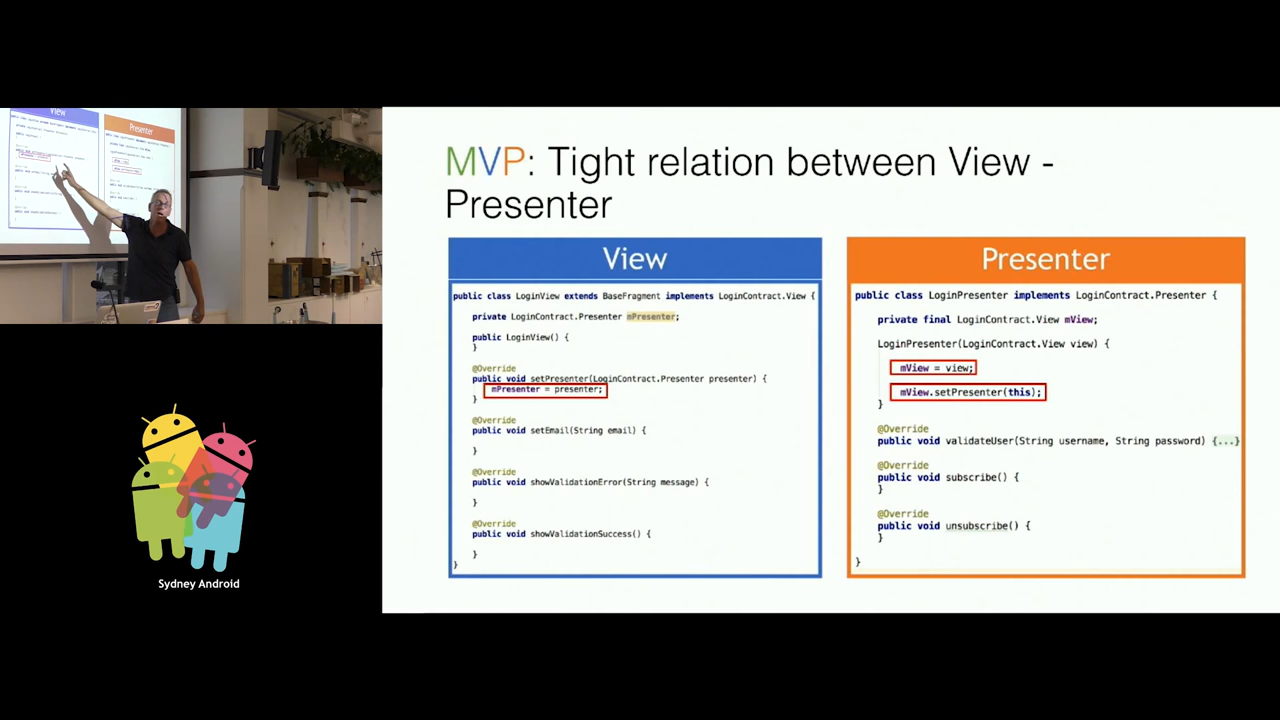 View
Presenter
MVP: Tight relation between View -
Presenter
View
public class LoginView extends BaseFragment implements LoginContract.View {
private LoginContract.Presenter mPresenter;
public LoginView() {
}
@Override
public void setPresenter(LoginContract.Presenter presenter) {
mPresenter = presenter;
}
@Override
public void setEmail(String email) {
}
@Override
public void showValidationError(String message) {
}
@Override
public void showValidationSuccess() {
}
}
Presenter
public class LoginPresenter implements LoginContract.Presenter {
private final LoginContract.View mView;
LoginPresenter(LoginContract.View view) {
mView = view;
mView.setPresenter(this);
}
@Override
public void validateUser(String username, String password) {...}
@Override
public void subscribe() {
}
@Override
public void unsubscribe() {
}
}
Sydney Android